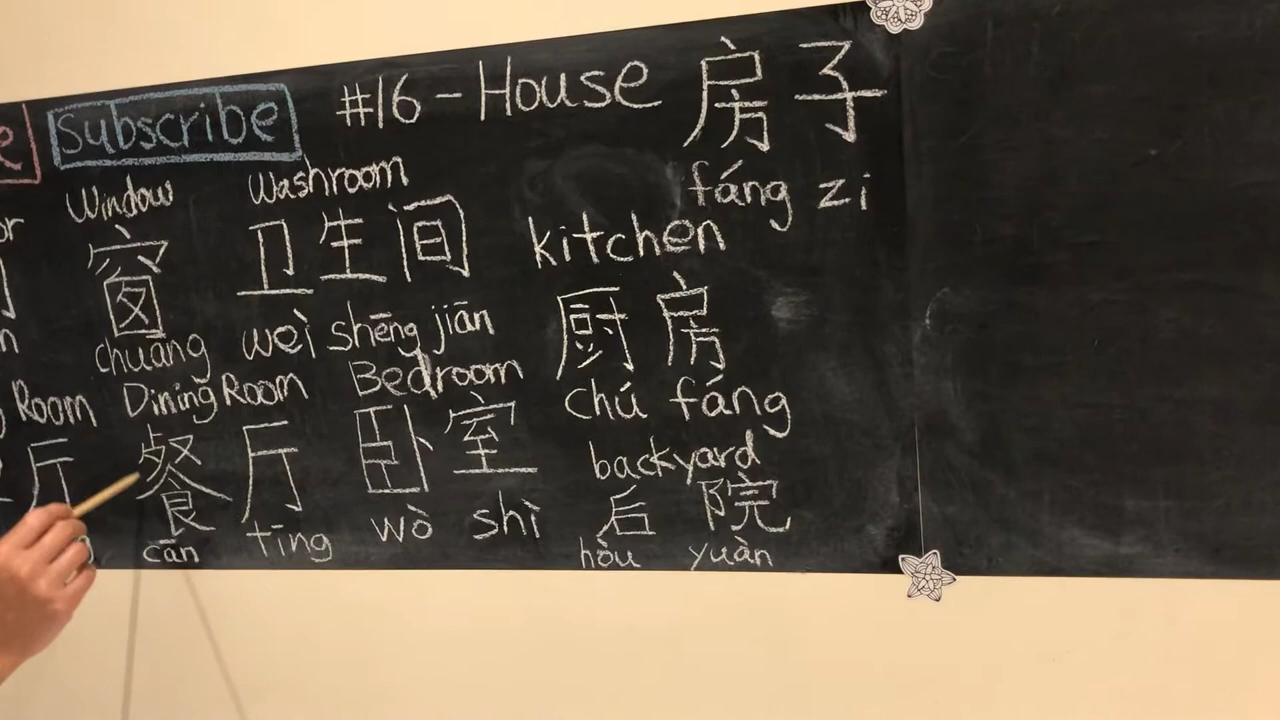 Subscribe
#16 - House 房子
fáng zi
Window
窗
chuāng
Washroom
卫生间
wèi shēng jiān
kitchen
厨房
chú fáng
Room
厅
Dining Room
餐厅
cān tīng
Bedroom
卧室
wò shì
backyard
后院
hòu yuàn